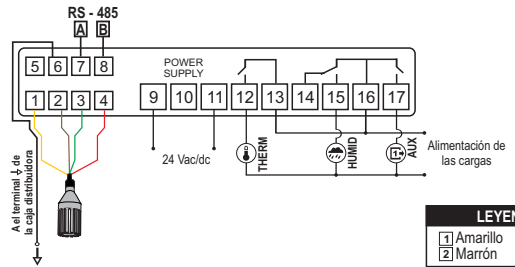 RS - 485
A B
5 6 7 8
POWER
SUPPLY
1 2 3 4
9 10 11 12 13 14 15 16 17
24 Vac/dc
THERM
HUMID
1
AUX
Alimentación de
las cargas
A el terminal ⏚ de
la caja distribuidora
LEYEN
1 Amarillo
2 Marrón